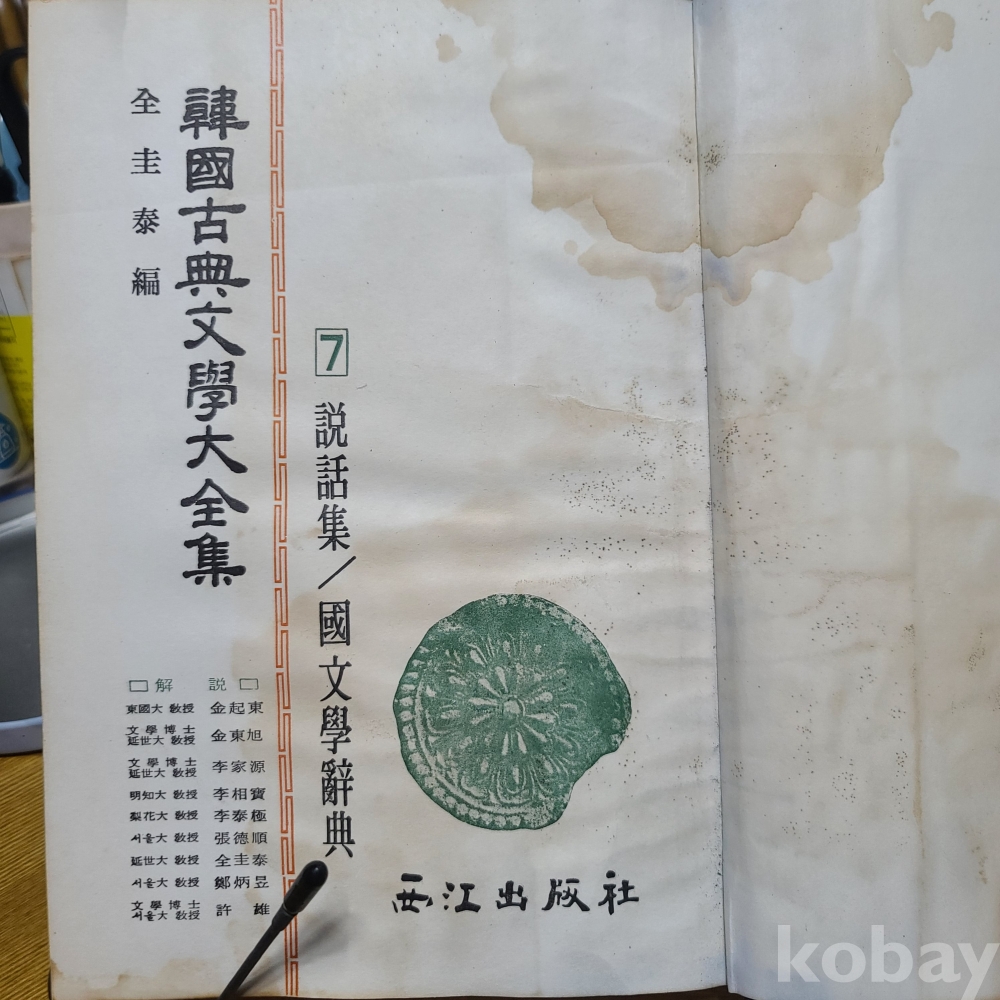 韓國古典文學大全集
全圭泰編
7
説話集/國文學辭典
□解 説□
東國大 敎授 金起東
文學博士
延世大 敎授 金東旭
文學博士
延世大 敎授 李家源
明知大 敎授 李相寶
梨花大 敎授 李泰極
서울大 敎授 張德順
延世大 敎授 全圭泰
서울大 敎授 鄭炳昱
文學博士
서울大 敎授 許雄
西江出版社
kobay